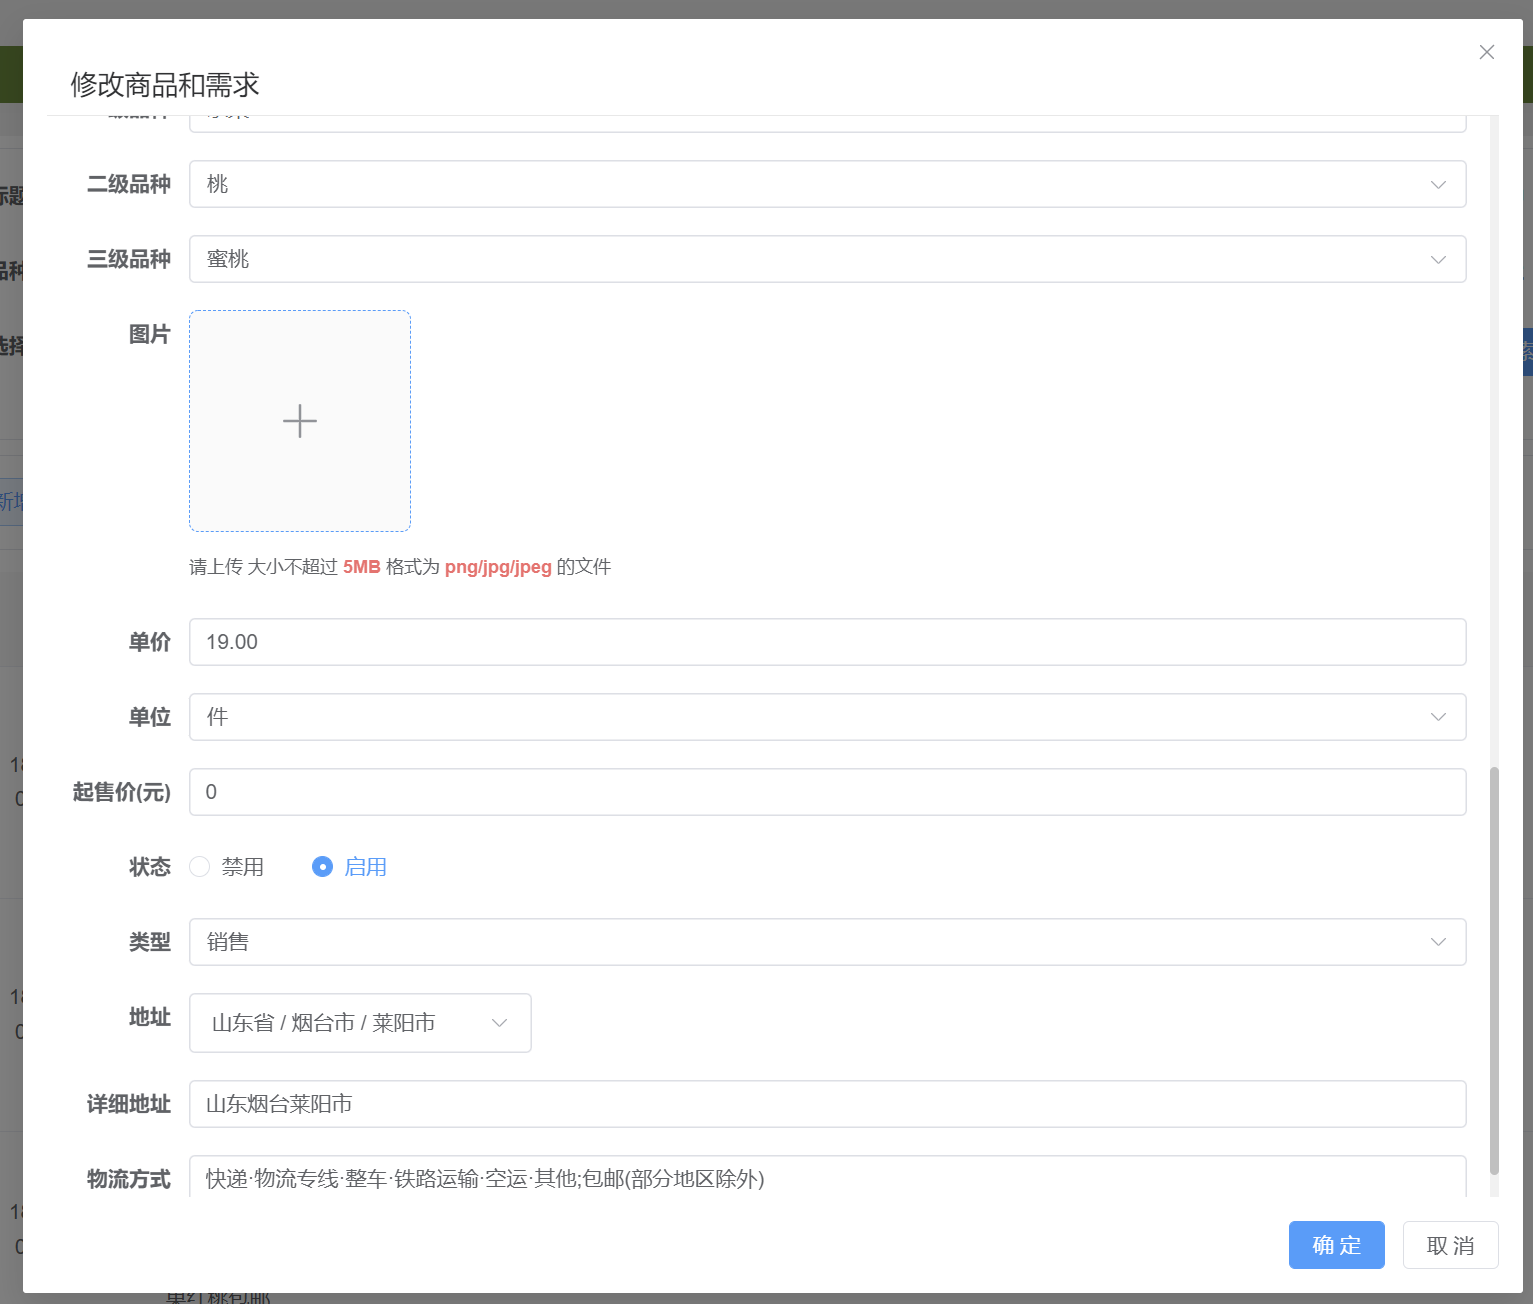 修改商品和需求
二级品种
桃
三级品种
蜜桃
图片
请上传 大小不超过 5MB 格式为 png/jpg/jpeg 的文件
单价
19.00
单位
件
起售价(元)
0
状态
禁用
启用
类型
销售
地址
山东省 / 烟台市 / 莱阳市
详细地址
山东烟台莱阳市
物流方式
快递·物流专线·整车·铁路运输·空运·其他;包邮(部分地区除外)
确 定
取 消